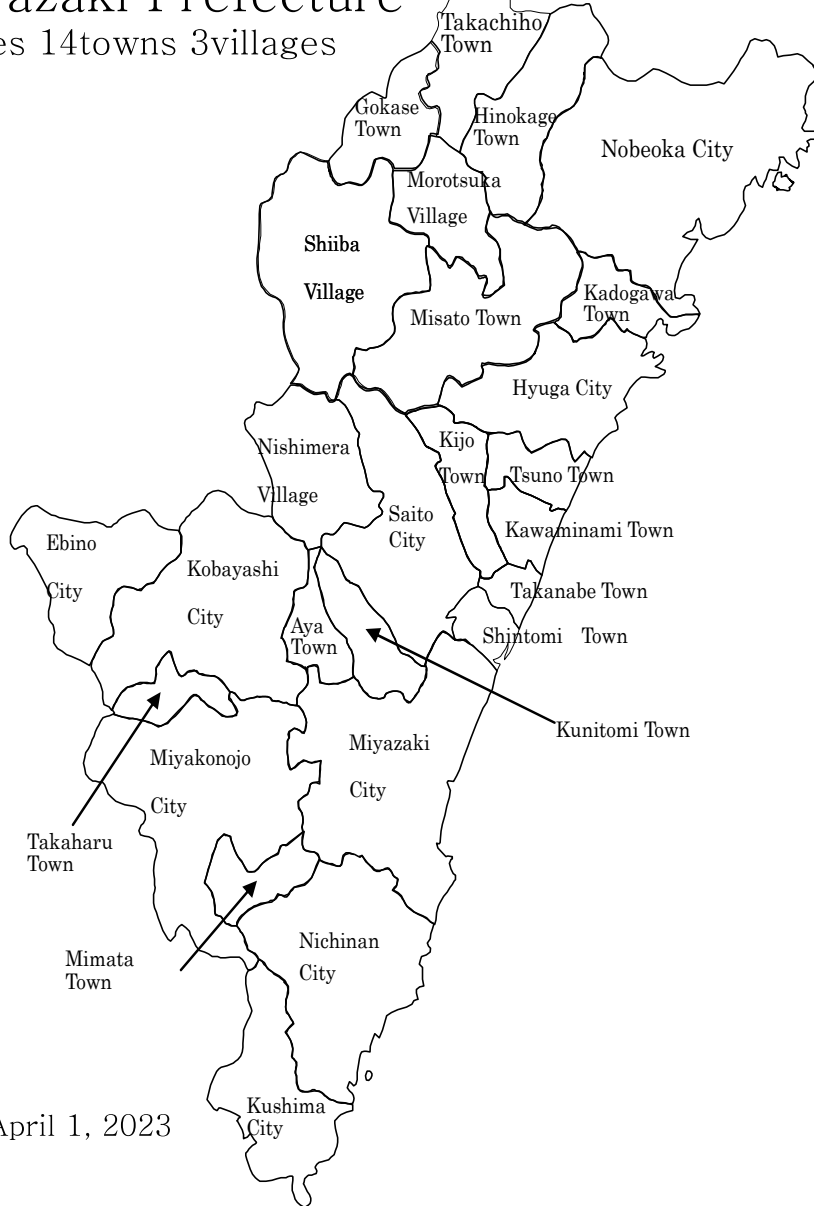 Prefecture
14towns 3villages
Takachiho
Town
Gokase
Town
Hinokage
Town
Nobeoka City
Morotsuka
Village
Shiiba
Village
Kadogawa
Town
Misato Town
Hyuga City
Kijo
Town
Nishimera
Village
Tsuno Town
Saito
City
Kawaminami Town
Ebino
City
Kobayashi
City
Takanabe Town
Aya
Town
Shintomi Town
Kunitomi Town
Miyazaki
City
Miyakonojo
City
Takaharu
Town
Nichinan
City
Mimata
Town
Kushima
City
April 1, 2023